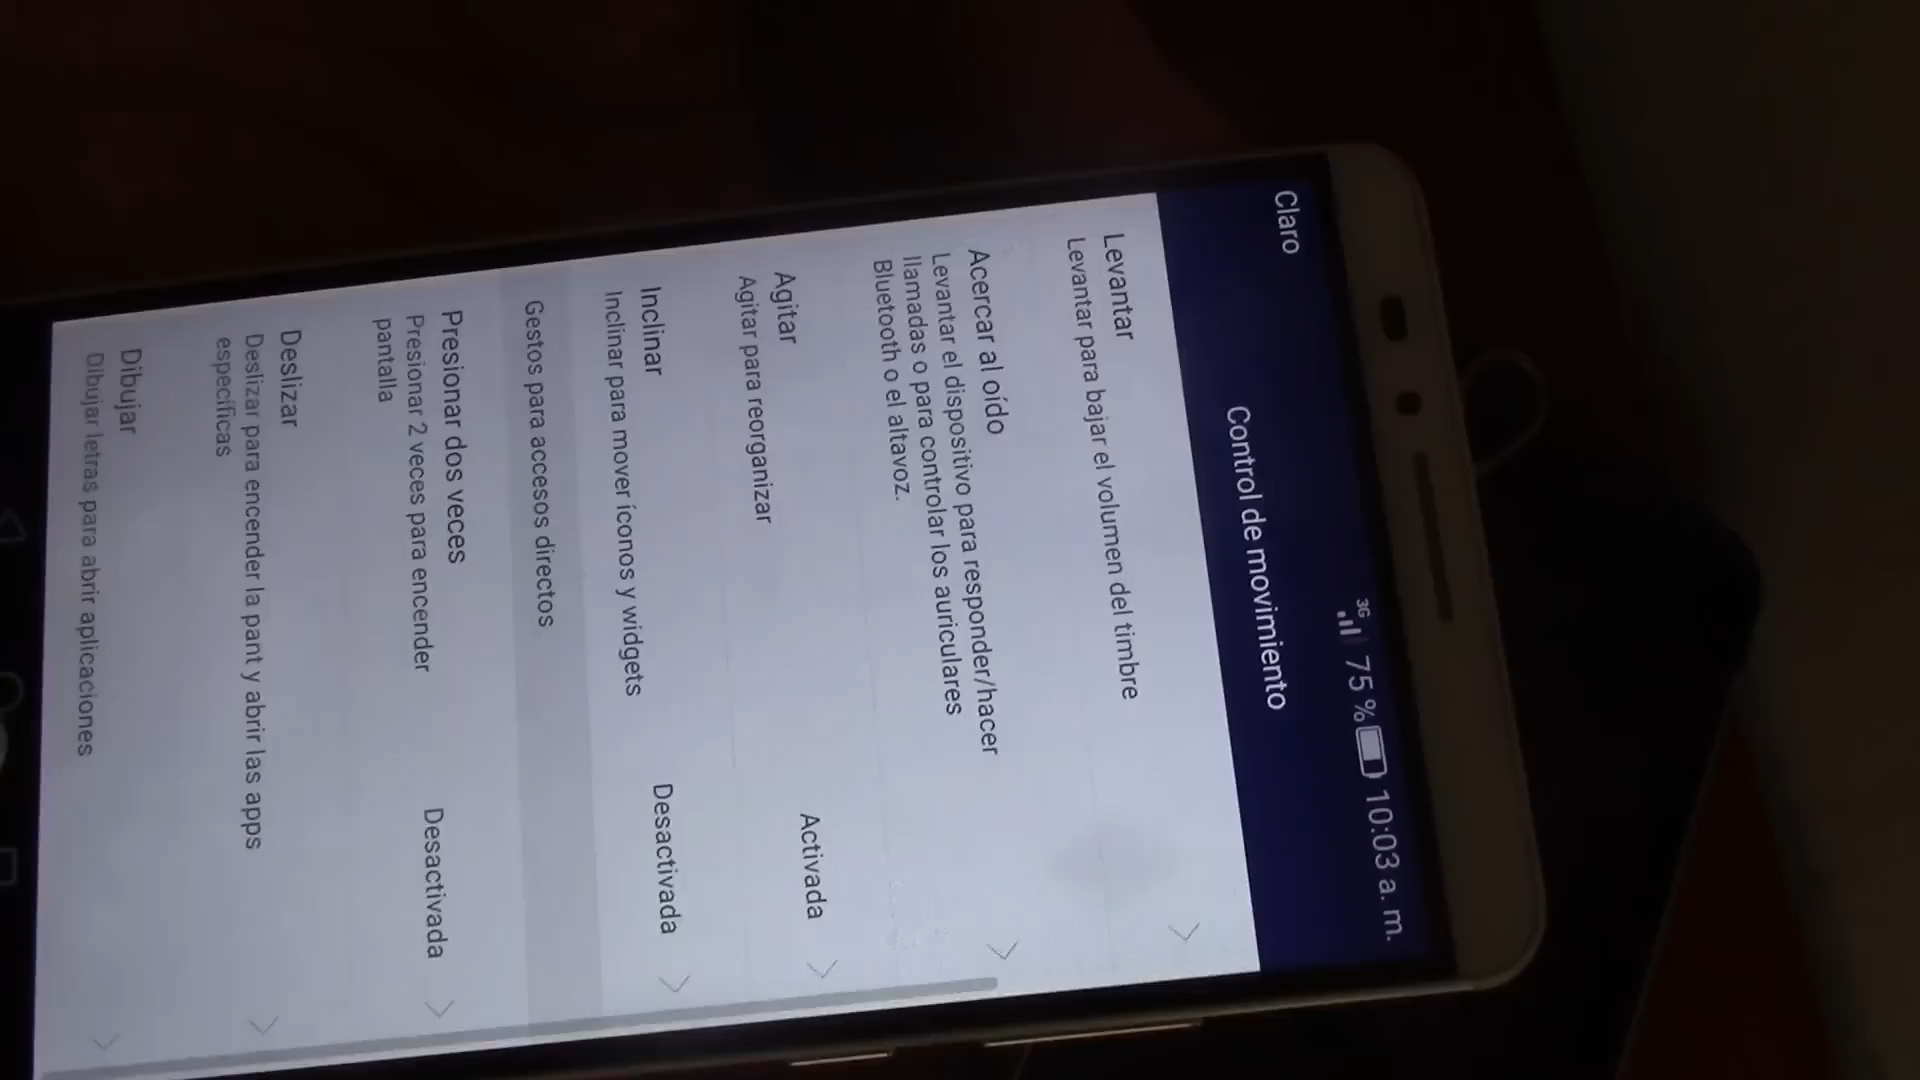 Claro
3G 75 % 10:03 a. m.
Control de movimiento
Levantar
Levantar para bajar el volumen del timbre
Acercar al oído
Levantar el dispositivo para responder/hacer
llamadas o para controlar los auriculares
Bluetooth o el altavoz.
Agitar
Agitar para reorganizar
Activada
Inclinar
Inclinar para mover íconos y widgets
Desactivada
Gestos para accesos directos
Presionar dos veces
Presionar 2 veces para encender
pantalla
Desactivada
Deslizar
Deslizar para encender la pant y abrir las apps
específicas
Dibujar
Dibujar letras para abrir aplicaciones